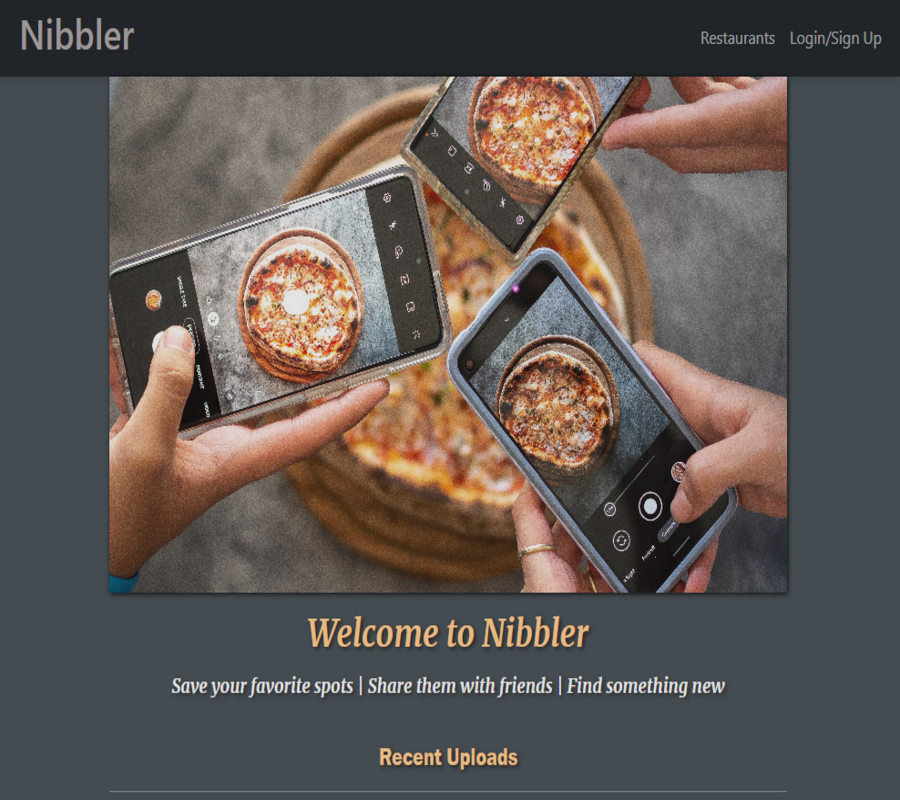 Nibbler
Restaurants Login/Sign Up
Welcome to Nibbler
Save your favorite spots | Share them with friends | Find something new
Recent Uploads